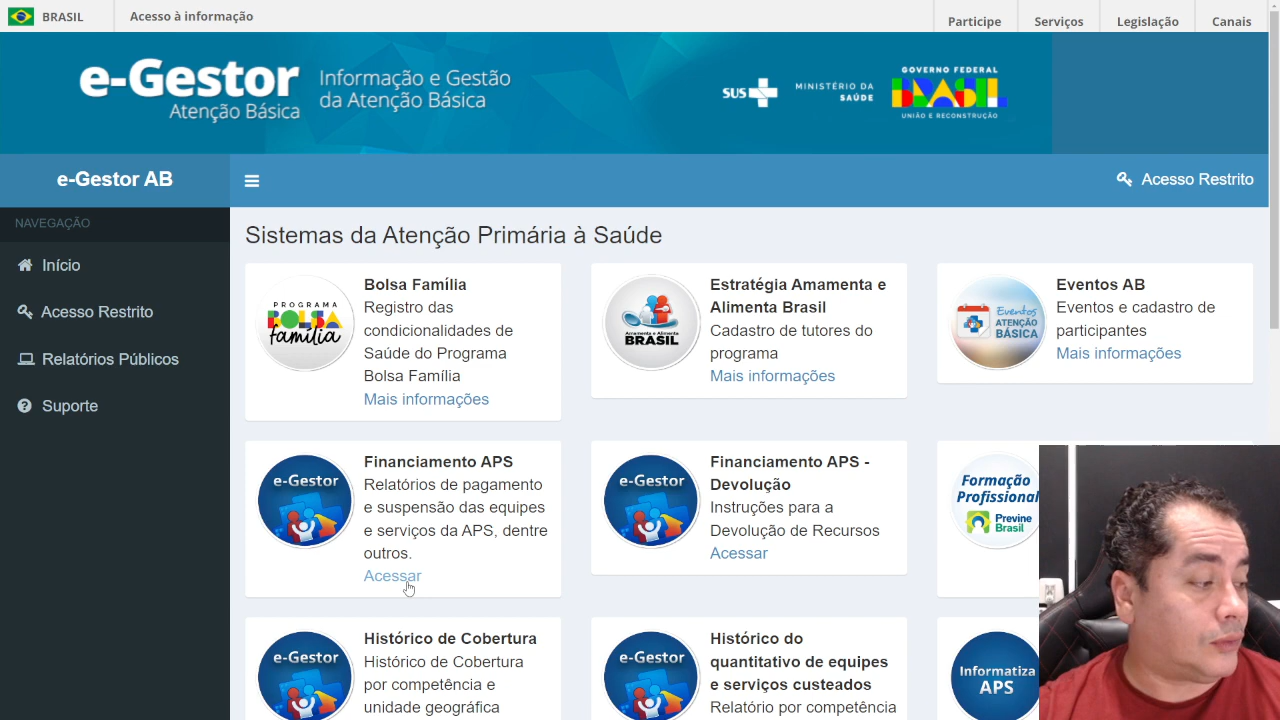 BRASIL
Acesso à informação
Participe
Serviços
Legislação
Canais
e-Gestor
Atenção Básica
Informação e Gestão
da Atenção Básica
SUS
MINISTÉRIO DA
SAÚDE
GOVERNO FEDERAL
BRASIL
UNIÃO E RECONSTRUÇÃO
e-Gestor AB
Acesso Restrito
NAVEGAÇÃO
Início
Acesso Restrito
Relatórios Públicos
Suporte
Sistemas da Atenção Primária à Saúde
PROGRAMA
BOLSA
família
Bolsa Família
Registro das
condicionalidades de
Saúde do Programa
Bolsa Família
Mais informações
Amamenta e Alimenta
BRASIL
Estratégia Amamenta e
Alimenta Brasil
Cadastro de tutores do
programa
Mais informações
Eventos
ATENÇÃO
BÁSICA
Eventos AB
Eventos e cadastro de
participantes
Mais informações
e-Gestor
Financiamento APS
Relatórios de pagamento
e suspensão das equipes
e serviços da APS, dentre
outros.
Acessar
e-Gestor
Financiamento APS -
Devolução
Instruções para a
Devolução de Recursos
Acessar
Formação
Profissional
Previne
Brasil
e-Gestor
Histórico de Cobertura
Histórico de Cobertura
por competência e
unidade geográfica
e-Gestor
Histórico do
quantitativo de equipes
e serviços custeados
Relatório por competência
Informatiza
APS